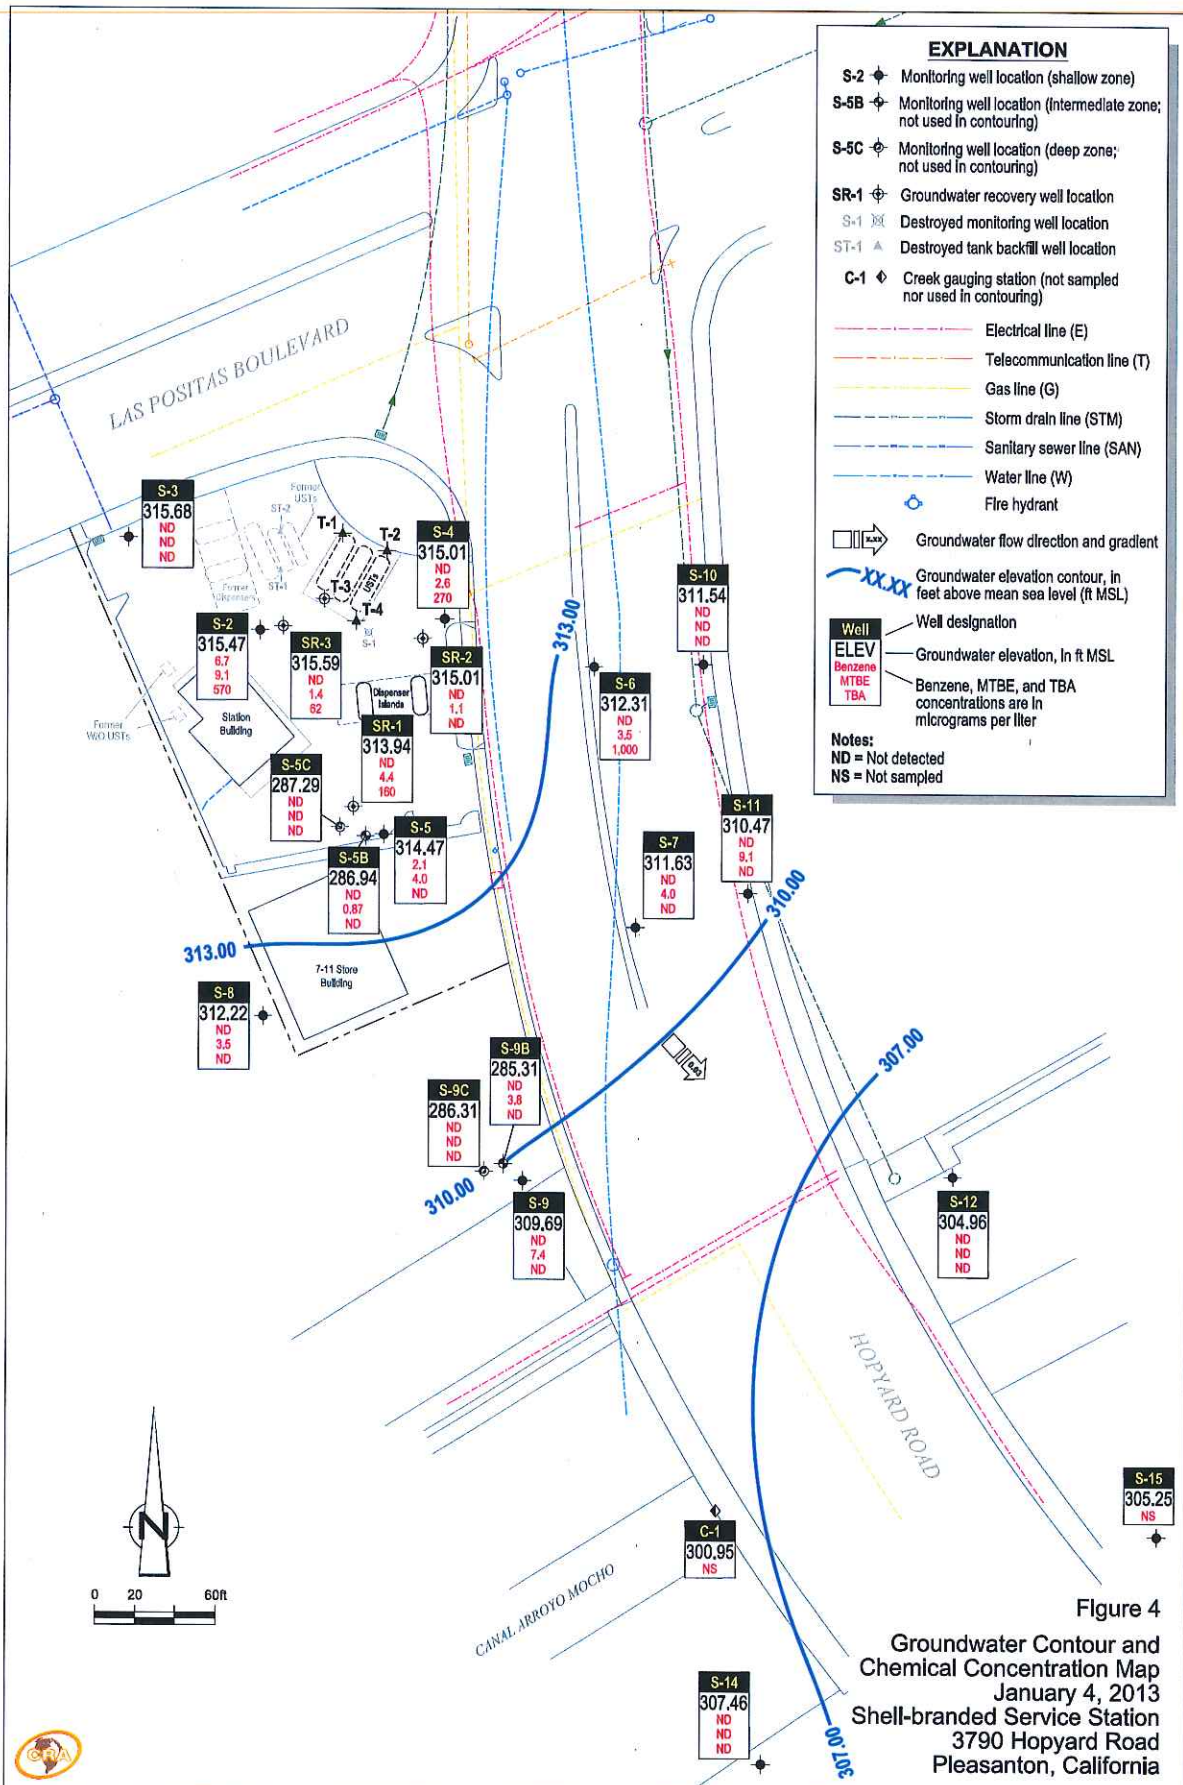 EXPLANATION
S-2 Monitoring well location (shallow zone)
S-5B Monitoring well location (intermediate zone;
not used in contouring)
S-5C Monitoring well location (deep zone;
not used in contouring)
SR-1 Groundwater recovery well location
S-1 Destroyed monitoring well location
ST-1 Destroyed tank backfill well location
C-1 Creek gauging station (not sampled
nor used in contouring)
Electrical line (E)
Telecommunication line (T)
Gas line (G)
Storm drain line (STM)
Sanitary sewer line (SAN)
Water line (W)
Fire hydrant
x.xx Groundwater flow direction and gradient
XX.XX Groundwater elevation contour, in
feet above mean sea level (ft MSL)
Well
ELEV
Benzene
MTBE
TBA
Well designation
Groundwater elevation, in ft MSL
Benzene, MTBE, and TBA
concentrations are in
micrograms per liter
Notes:
ND = Not detected
NS = Not sampled
LAS POSITAS BOULEVARD
S-3
315.68
ND
ND
ND
Former
USTs
ST-2
T-1
T-2
T-3
USTs
T-4
ST-1
S-1
Former
Dispensers
S-4
315.01
ND
2.6
270
S-2
315.47
6.7
9.1
570
SR-3
315.59
ND
1.4
62
SR-2
315.01
ND
1.1
ND
Dispenser
Islands
SR-1
313.94
ND
4.4
160
Station
Building
Former
W/O USTs
S-5C
287.29
ND
ND
ND
S-5B
286.94
ND
0.87
ND
S-5
314.47
2.1
4.0
ND
S-10
311.54
ND
ND
ND
S-6
312.31
ND
3.5
1,000
S-11
310.47
ND
9.1
ND
S-7
311.63
ND
4.0
ND
313.00
313.00
7-11 Store
Building
S-8
312.22
ND
3.5
ND
310.00
310.00
0.03
307.00
307.00
S-9B
285.31
ND
3.8
ND
S-9C
286.31
ND
ND
ND
S-9
309.69
ND
7.4
ND
S-12
304.96
ND
ND
ND
HOPYARD ROAD
S-15
305.25
NS
C-1
300.95
NS
CANAL ARROYO MOCHO
S-14
307.46
ND
ND
ND
N
0 20 60ft
CRA
Figure 4
Groundwater Contour and
Chemical Concentration Map
January 4, 2013
Shell-branded Service Station
3790 Hopyard Road
Pleasanton, California